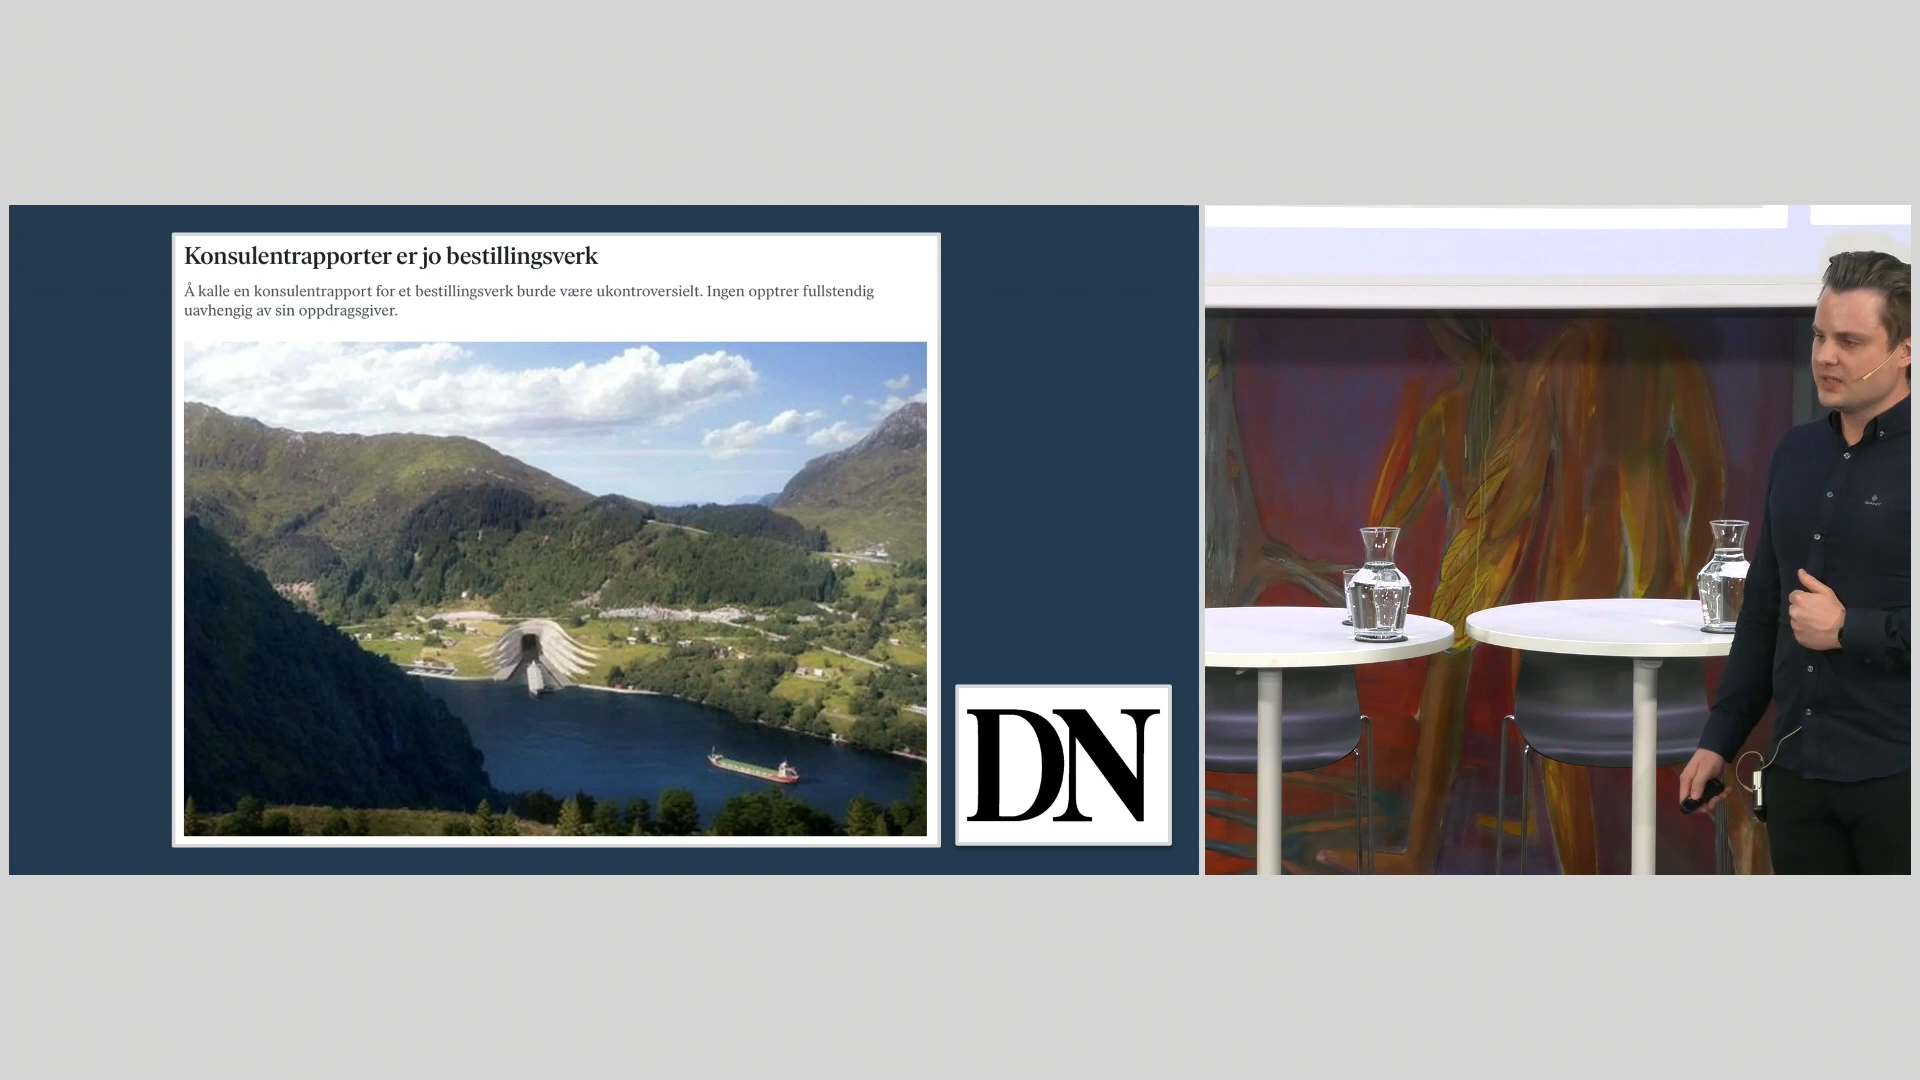 Konsulentrapporter er jo bestillingsverk
Å kalle en konsulentrapport for et bestillingsverk burde være ukontroversielt. Ingen opptrer fullstendig
uavhengig av sin oppdragsgiver.
DN
GANT